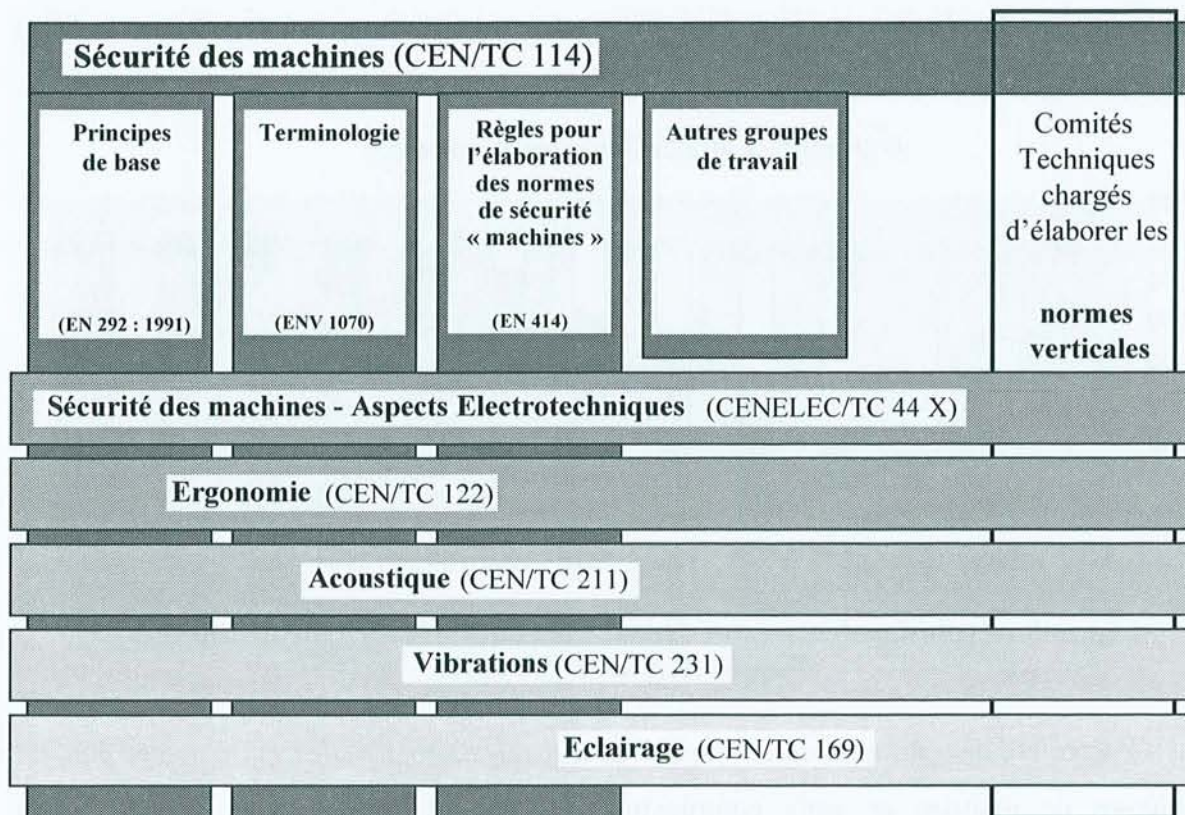 Sécurité des machines (CEN/TC 114)
Principes
de base
(EN 292 : 1991)
Terminologie
(ENV 1070)
Règles pour
l'élaboration
des normes
de sécurité
« machines »
(EN 414)
Autres groupes
de travail
Comités
Techniques
chargés
d'élaborer les
normes
verticales
Sécurité des machines - Aspects Electrotechniques (CENELEC/TC 44 X)
Ergonomie (CEN/TC 122)
Acoustique (CEN/TC 211)
Vibrations (CEN/TC 231)
Eclairage (CEN/TC 169)